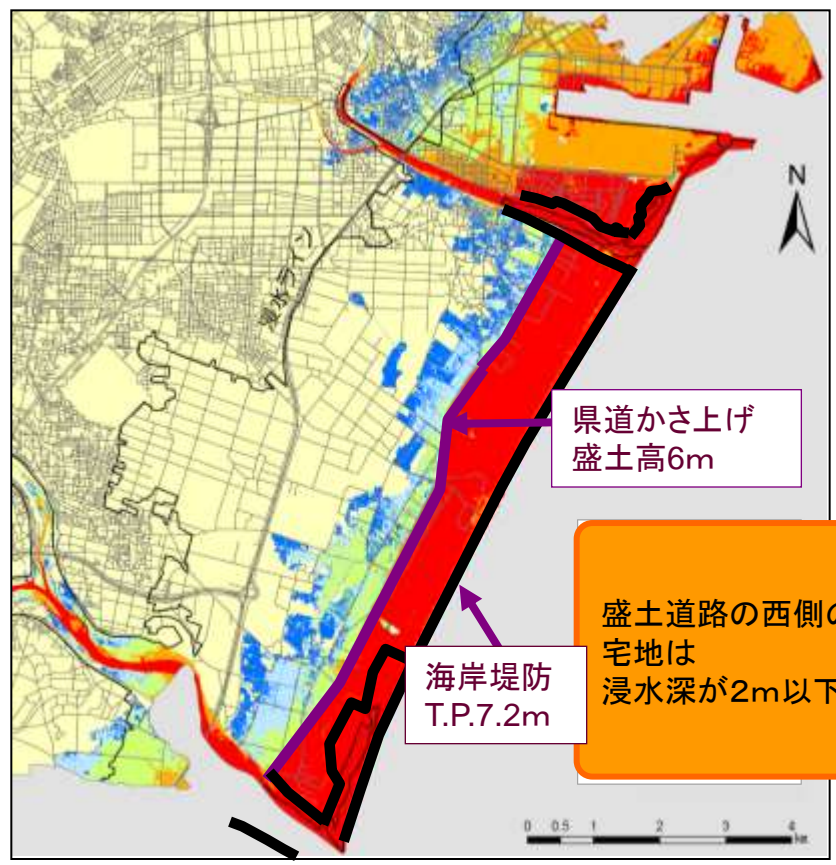 N
浸水ライン
県道かさ上げ
盛土高6m
盛土道路の西側の
宅地は
浸水深が2m以下
海岸堤防
T.P.7.2m
0 0.5 1 2 3 4
km